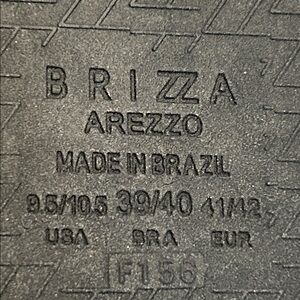 BRIZZA
AREZZO
MADE IN BRAZIL
9.5/10.5 39/40 41/42
USA BRA EUR
F156